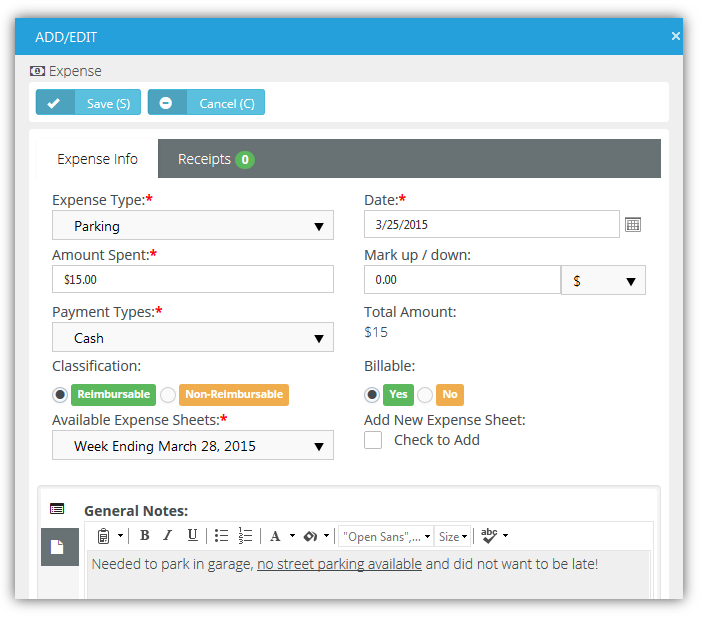 ADD/EDIT ×
Expense
Save (S) Cancel (C)
Expense Info Receipts 0
Expense Type:* Date:*
Parking 3/25/2015
Amount Spent:* Mark up / down:
$15.00 0.00 $
Payment Types:* Total Amount:
Cash $15
Classification: Billable:
Reimbursable Non-Reimbursable Yes No
Available Expense Sheets:* Add New Expense Sheet:
Week Ending March 28, 2015 Check to Add
General Notes:
B I U A "Open Sans",... Size abc
Needed to park in garage, no street parking available and did not want to be late!